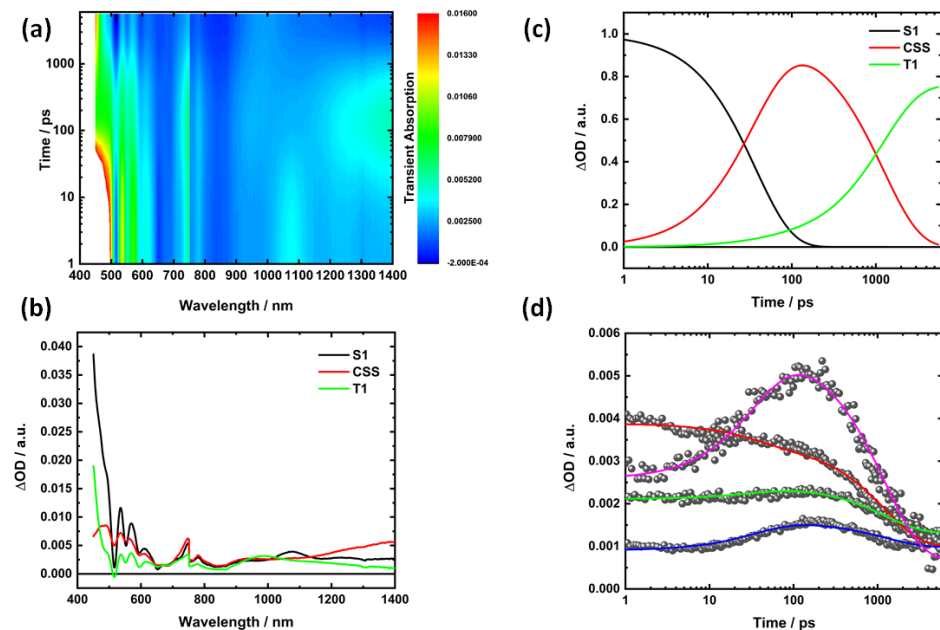 (a)
Time / ps
1000
100
10
1
400 500 600 700 800 900 1000 1100 1200 1300 1400
Wavelength / nm
Transient Absorption
0.01600
0.01330
0.01060
0.007900
0.005200
0.002500
-2.000E-04
(c)
S1
CSS
T1
ΔOD / a.u.
1.0
0.8
0.6
0.4
0.2
0.0
1 10 100 1000
Time / ps
(b)
S1
CSS
T1
ΔOD / a.u.
0.040
0.035
0.030
0.025
0.020
0.015
0.010
0.005
0.000
400 600 800 1000 1200 1400
Wavelength / nm
(d)
ΔOD / a.u.
0.006
0.005
0.004
0.003
0.002
0.001
0.000
1 10 100 1000
Time / ps